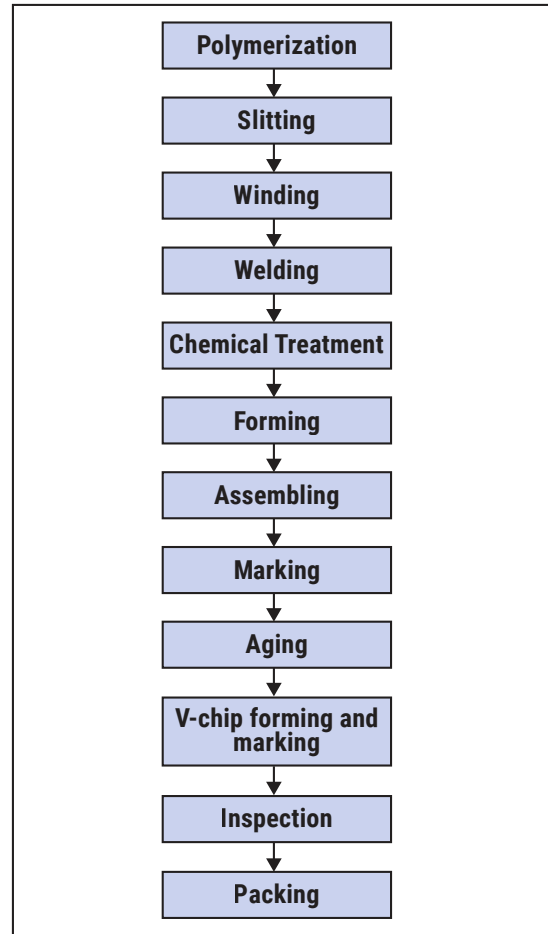 Polymerization
Slitting
Winding
Welding
Chemical Treatment
Forming
Assembling
Marking
Aging
V-chip forming and
marking
Inspection
Packing